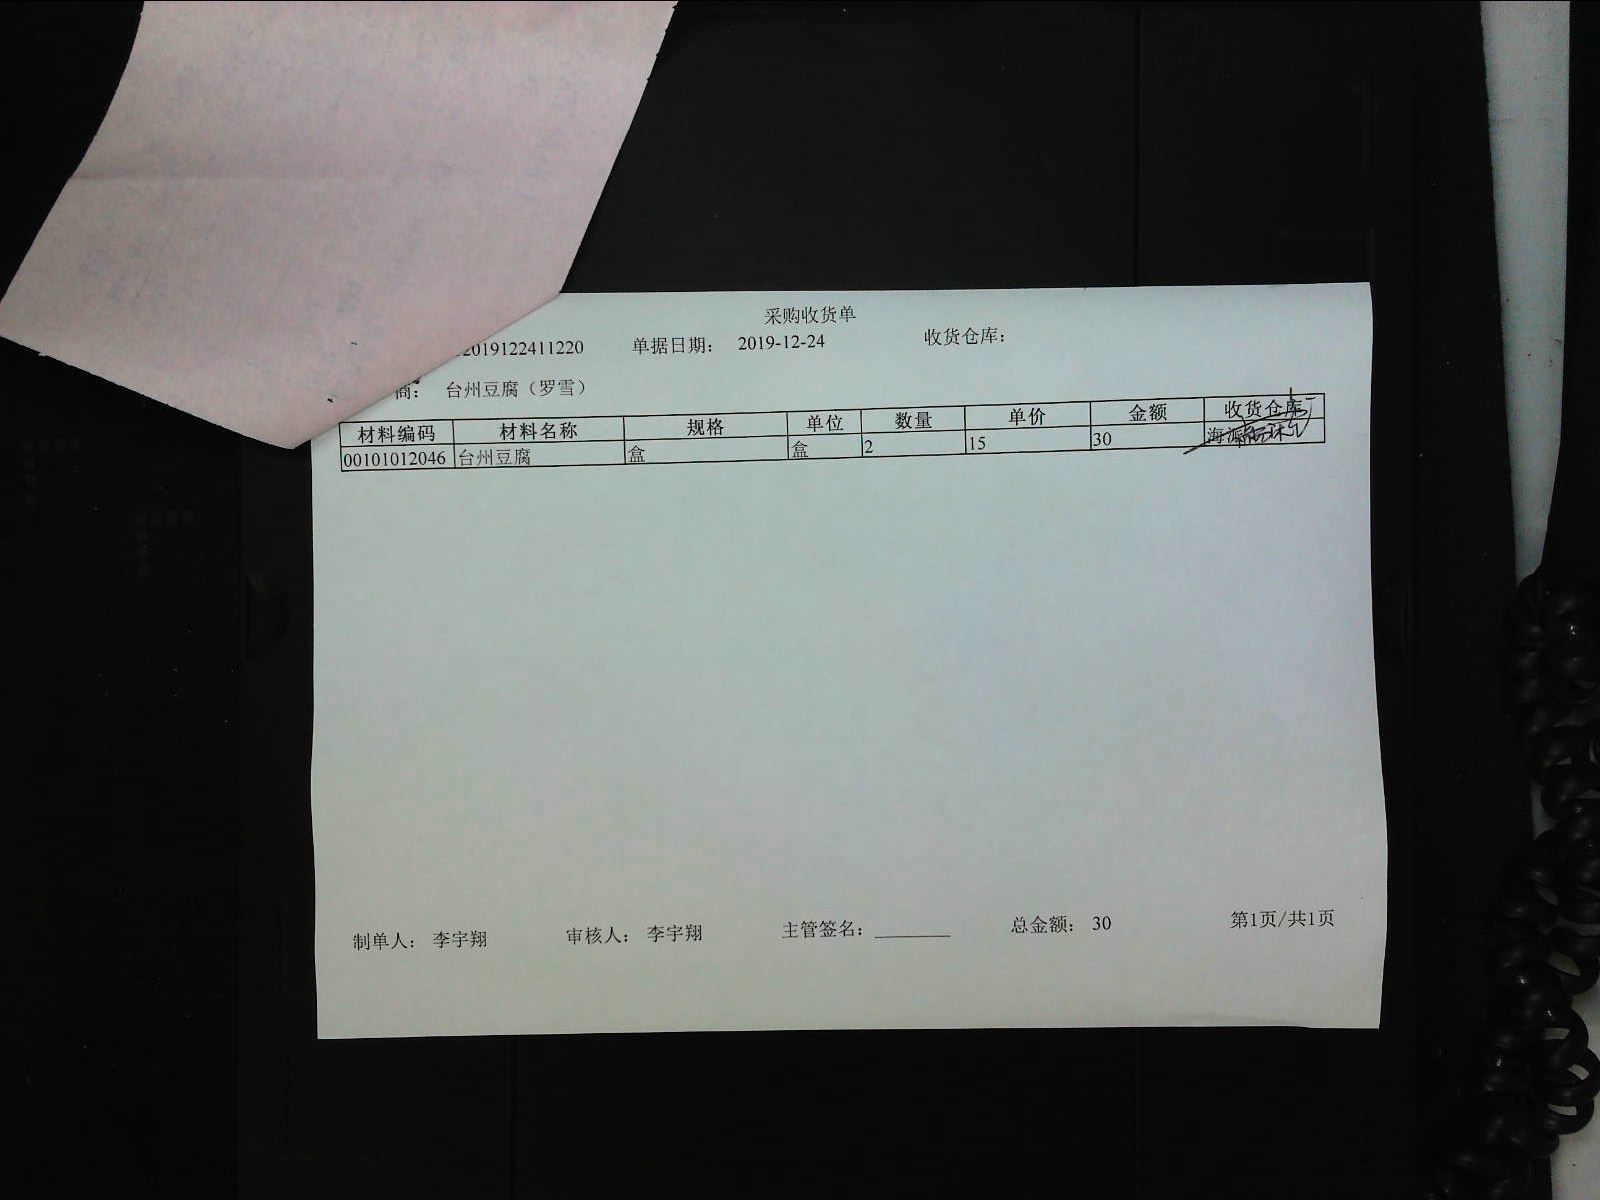 采购收货单
2019122411220 单据日期： 2019-12-24 收货仓库：
商： 台州豆腐（罗雪）
材料编码 材料名称 规格 单位 数量 单价 金额 收货仓库
00101012046 台州豆腐 盒 盒 2 15 30 海
制单人： 李宇翔 审核人： 李宇翔 主管签名：________ 总金额： 30 第1页/共1页